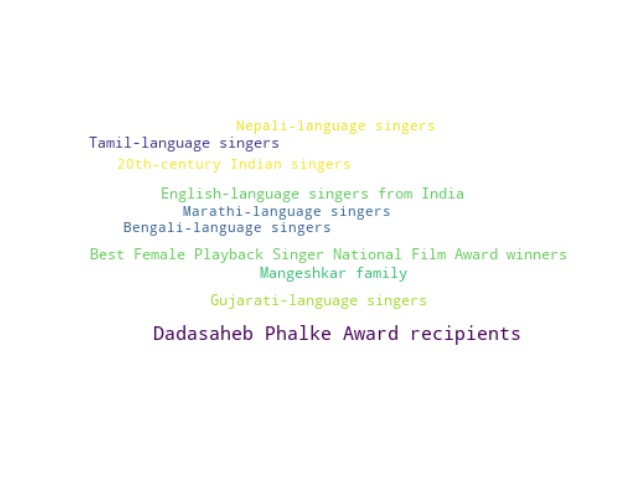 Nepali-language singers
Tamil-language singers
20th-century Indian singers
English-language singers from India
Marathi-language singers
Bengali-language singers
Best Female Playback Singer National Film Award winners
Mangeshkar family
Gujarati-language singers
Dadasaheb Phalke Award recipients